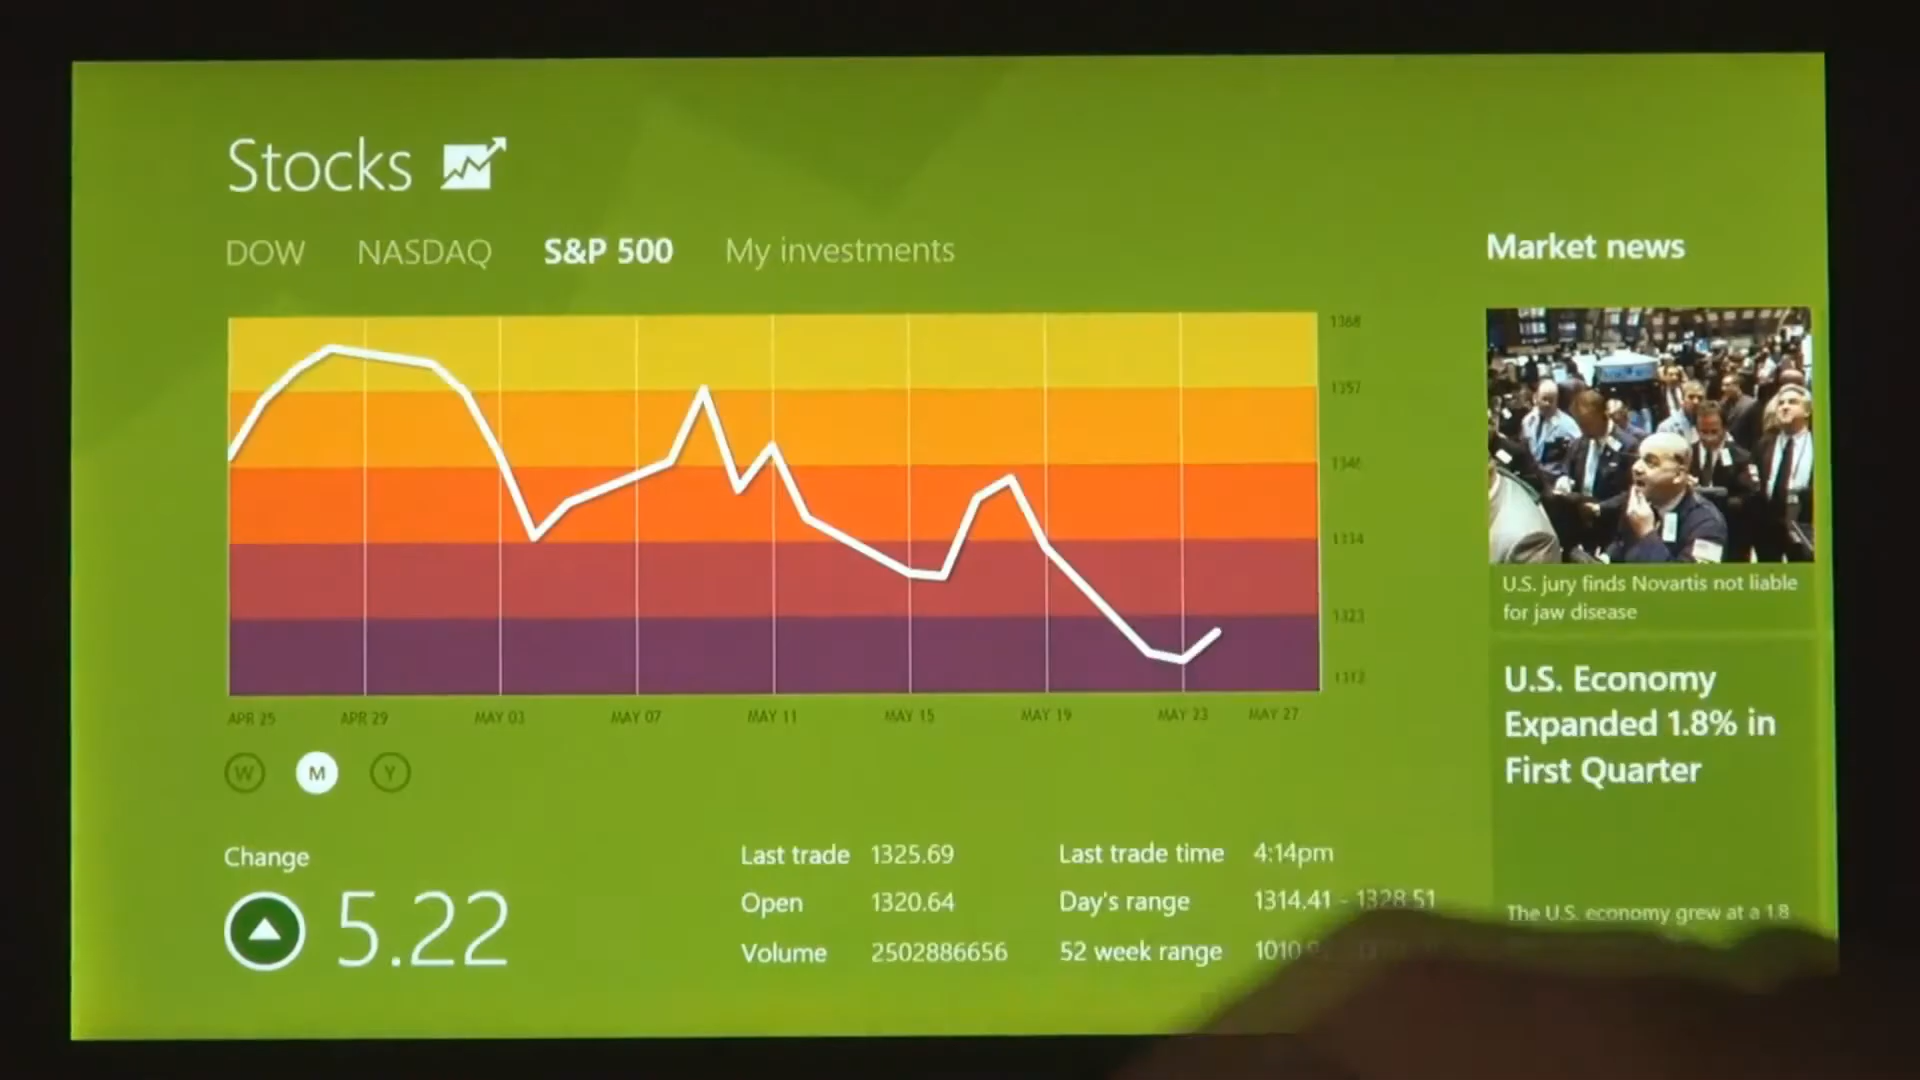 Stocks
DOW NASDAQ S&P 500 My investments
Market news
1368
1357
1346
1334
1323
1312
APR 25 APR 29 MAY 03 MAY 07 MAY 11 MAY 15 MAY 19 MAY 23 MAY 27
W M Y
U.S. jury finds Novartis not liable
for jaw disease
U.S. Economy
Expanded 1.8% in
First Quarter
The U.S. economy grew at a 1.8
Change
5.22
Last trade 1325.69
Open 1320.64
Volume 2502886656
Last trade time 4:14pm
Day's range 1314.41 - 1328.51
52 week range